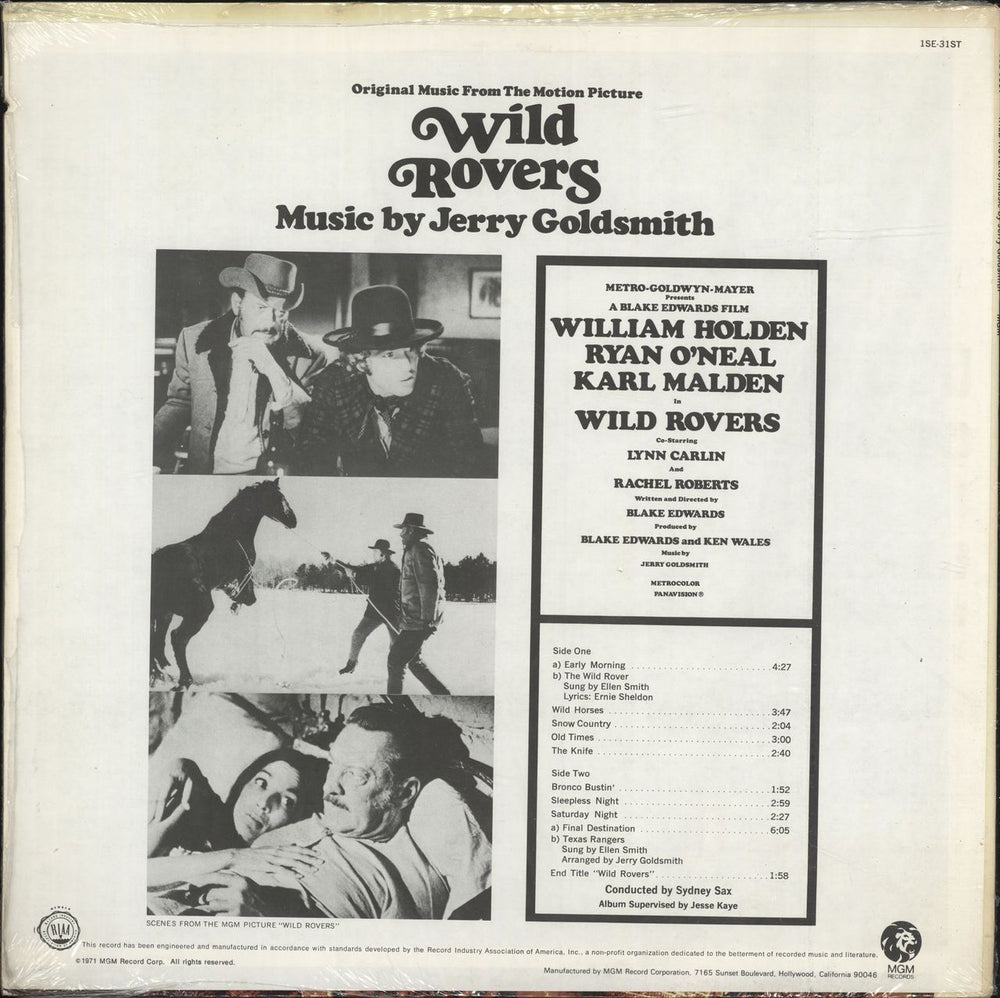 1SE-31ST
Original Music From The Motion Picture
Wild
Rovers
Music by Jerry Goldsmith
METRO-GOLDWYN-MAYER
Presents
A BLAKE EDWARDS FILM
WILLIAM HOLDEN
RYAN O'NEAL
KARL MALDEN
In
WILD ROVERS
Co-Starring
LYNN CARLIN
And
RACHEL ROBERTS
Written and Directed by
BLAKE EDWARDS
Produced by
BLAKE EDWARDS and KEN WALES
Music by
JERRY GOLDSMITH
METROCOLOR
PANAVISION®
Side One
a) Early Morning 4:27
b) The Wild Rover
Sung by Ellen Smith
Lyrics: Ernie Sheldon
Wild Horses 3:47
Snow Country 2:04
Old Times 3:00
The Knife 2:40
Side Two
Bronco Bustin' 1:52
Sleepless Night 2:59
Saturday Night 2:27
a) Final Destination 6:05
b) Texas Rangers
Sung by Ellen Smith
Arranged by Jerry Goldsmith
End Title "Wild Rovers" 1:58
Conducted by Sydney Sax
Album Supervised by Jesse Kaye
SCENES FROM THE MGM PICTURE "WILD ROVERS"
MEMBER
RIAA
This record has been engineered and manufactured in accordance with standards developed by the Record Industry Association of America, Inc., a non-profit organization dedicated to the betterment of recorded music and literature.
©1971 MGM Record Corp. All rights reserved.
Manufactured by MGM Record Corporation, 7165 Sunset Boulevard, Hollywood, California 90046
MGM
RECORDS